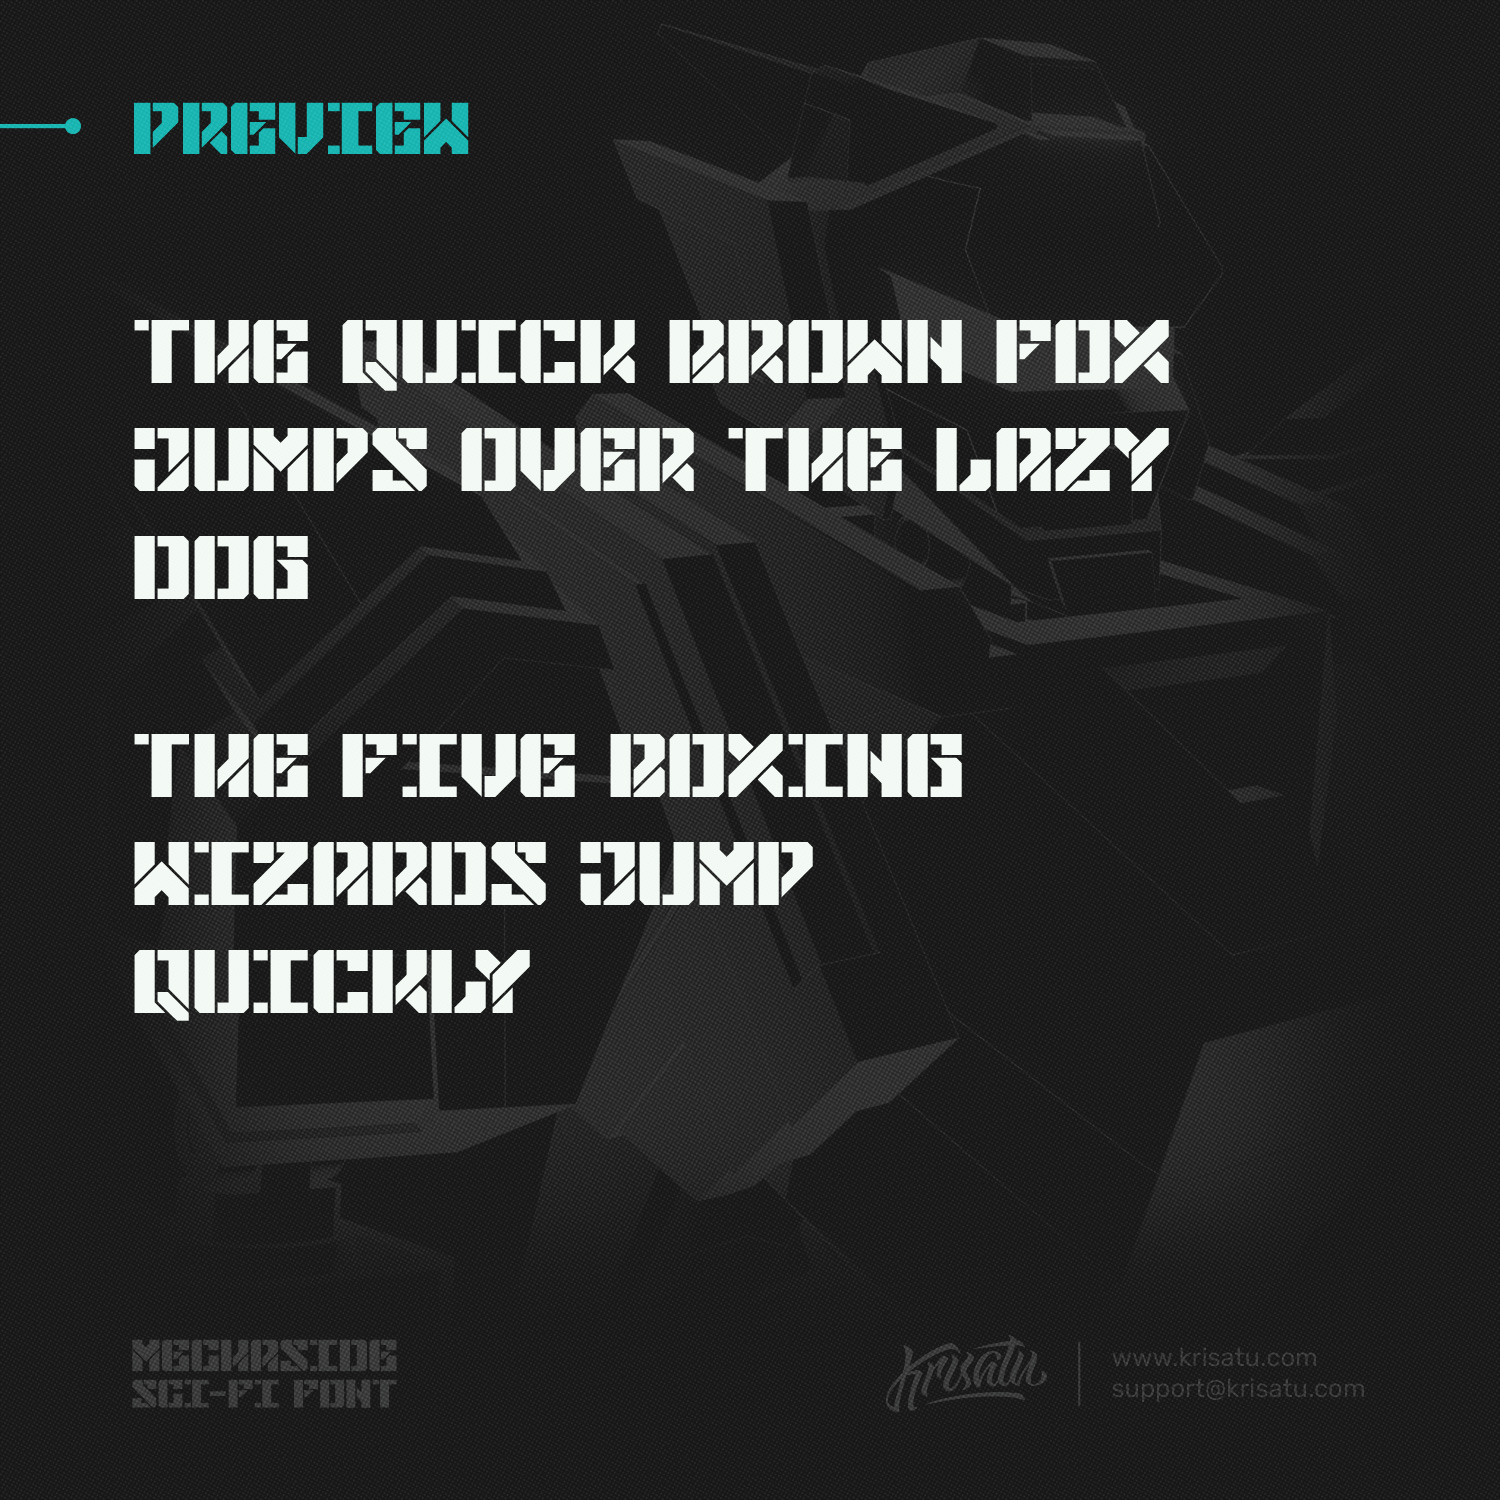 PREVIEW
THE QUICK BROWN FOX
JUMPS OVER THE LAZY
DOG
THE FIVE BOXING
WIZARDS JUMP
QUICKLY
MECHASIDE
SCI-FI FONT
Krisatu
www.krisatu.com
support@krisatu.com